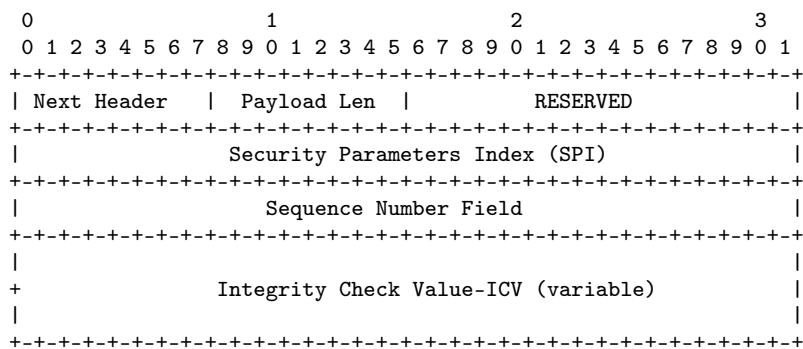 0                   1                   2                   3
 0 1 2 3 4 5 6 7 8 9 0 1 2 3 4 5 6 7 8 9 0 1 2 3 4 5 6 7 8 9 0 1
+-+-+-+-+-+-+-+-+-+-+-+-+-+-+-+-+-+-+-+-+-+-+-+-+-+-+-+-+-+-+-+-+
| Next Header   |  Payload Len  |          RESERVED             |
+-+-+-+-+-+-+-+-+-+-+-+-+-+-+-+-+-+-+-+-+-+-+-+-+-+-+-+-+-+-+-+-+
|                 Security Parameters Index (SPI)               |
+-+-+-+-+-+-+-+-+-+-+-+-+-+-+-+-+-+-+-+-+-+-+-+-+-+-+-+-+-+-+-+-+
|                    Sequence Number Field                      |
+-+-+-+-+-+-+-+-+-+-+-+-+-+-+-+-+-+-+-+-+-+-+-+-+-+-+-+-+-+-+-+-+
|                                                               |
+                Integrity Check Value-ICV (variable)           |
|                                                               |
+-+-+-+-+-+-+-+-+-+-+-+-+-+-+-+-+-+-+-+-+-+-+-+-+-+-+-+-+-+-+-+-+